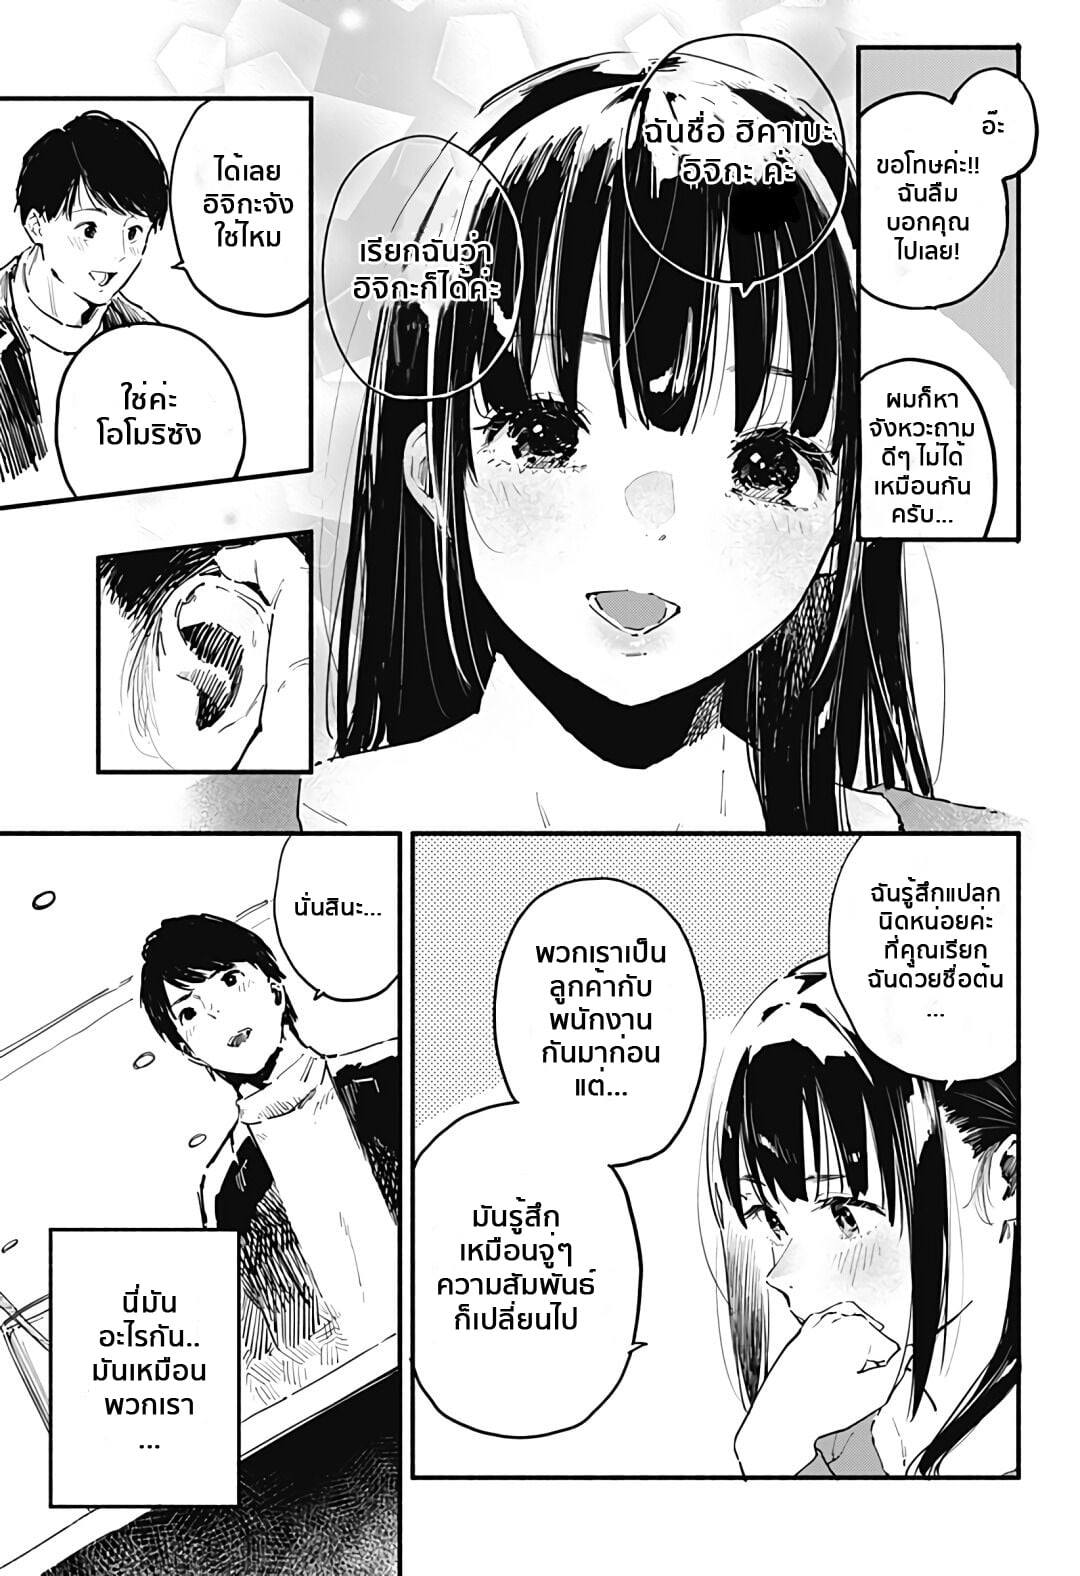 อ๊ะ
ขอโทษค่ะ!!
ฉันลืม
บอกคุณ
ไปเลย!
ผมก็หา
จังหวะถาม
ดีๆ ไม่ได้
เหมือนกัน
ครับ...
ฉันชื่อ ฮิคาเบะ
อิจิกะ ค่ะ
เรียกฉันว่า
อิจิกะก็ได้ค่ะ
ได้เลย
อิจิกะจัง
ใช่ไหม
ใช่ค่ะ
โอโมริซัง
ฉันรู้สึกแปลก
นิดหน่อยค่ะ
ที่คุณเรียก
ฉันด้วยชื่อต้น
...
พวกเราเป็น
ลูกค้ากับ
พนักงาน
กันมาก่อน
แต่...
มันรู้สึก
เหมือนจู่ๆ
ความสัมพันธ์
ก็เปลี่ยนไป
นั่นสินะ...
นี่มัน
อะไรกัน..
มันเหมือน
พวกเรา
...